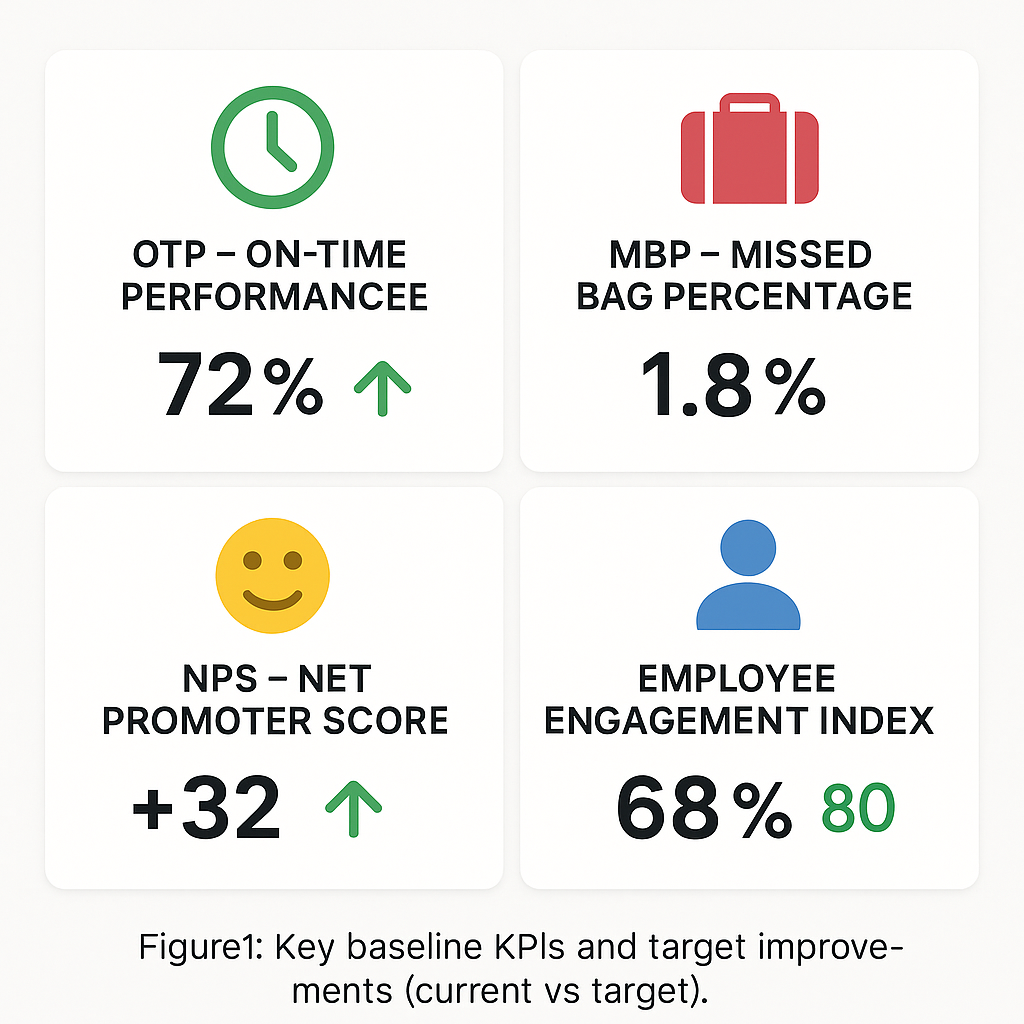 OTP – ON-TIME
PERFORMANCEE
72% ↑
MBP – MISSED
BAG PERCENTAGE
1.8%
NPS – NET
PROMOTER SCORE
+32 ↑
EMPLOYEE
ENGAGEMENT INDEX
68% 80
Figure1: Key baseline KPIs and target improve-
ments (current vs target).